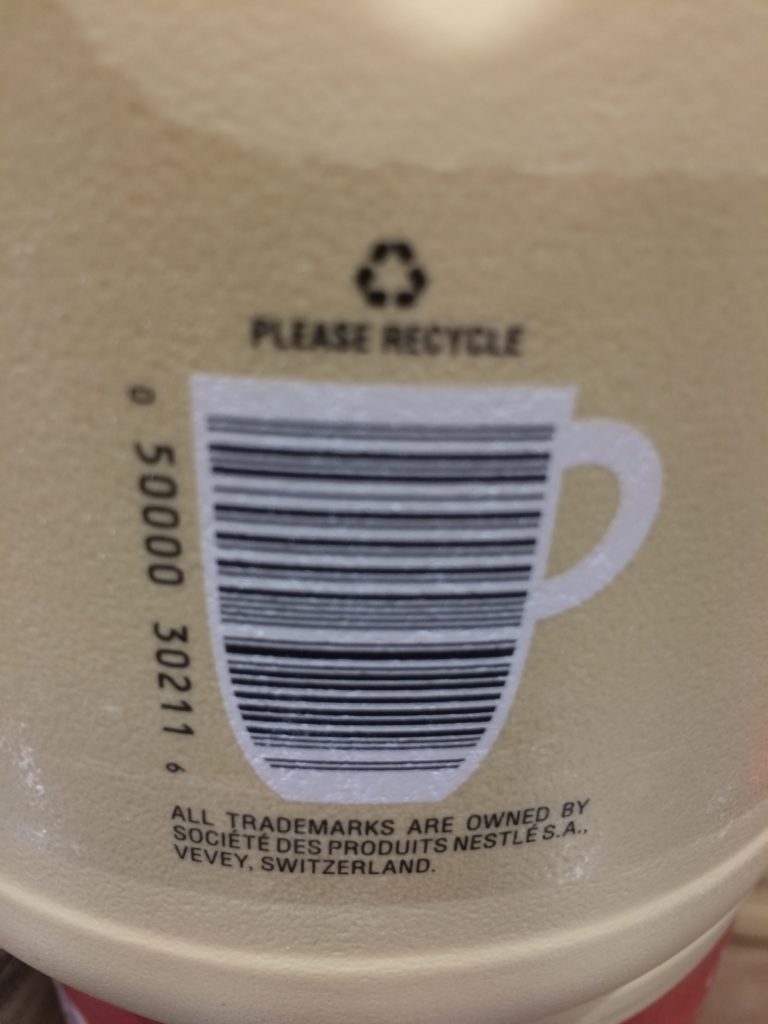 PLEASE RECYCLE
0 50000 30211 6
ALL TRADEMARKS ARE OWNED BY
SOCIÉTÉ DES PRODUITS NESTLÉ S.A.,
VEVEY, SWITZERLAND.